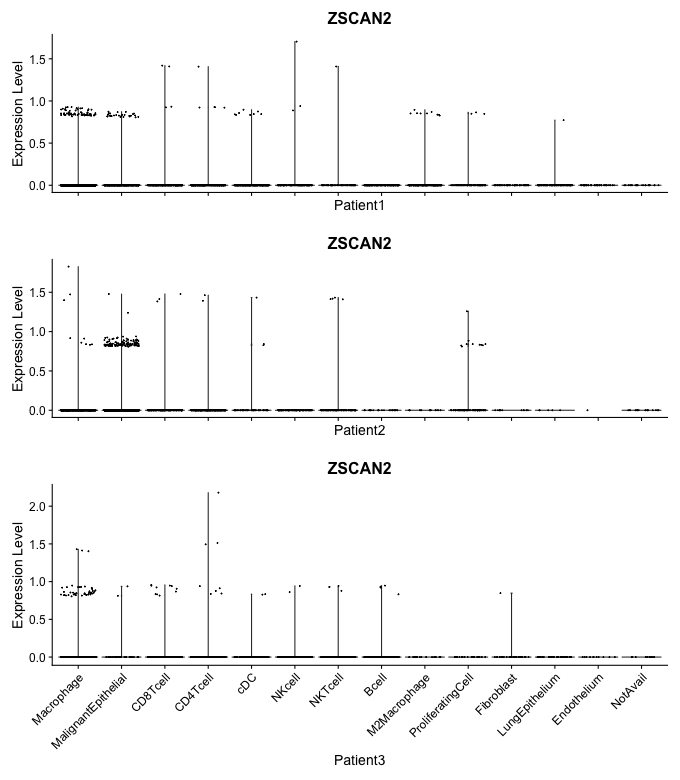 ZSCAN2
Expression Level
1.5
1.0
0.5
0.0
Patient1
ZSCAN2
Expression Level
1.5
1.0
0.5
0.0
Patient2
ZSCAN2
Expression Level
2.0
1.5
1.0
0.5
0.0
Macrophage
MalignantEpithelial
CD8Tcell
CD4Tcell
cDC
NKcell
NKTcell
Bcell
M2Macrophage
ProliferatingCell
Fibroblast
LungEpithelium
Endothelium
NotAvail
Patient3